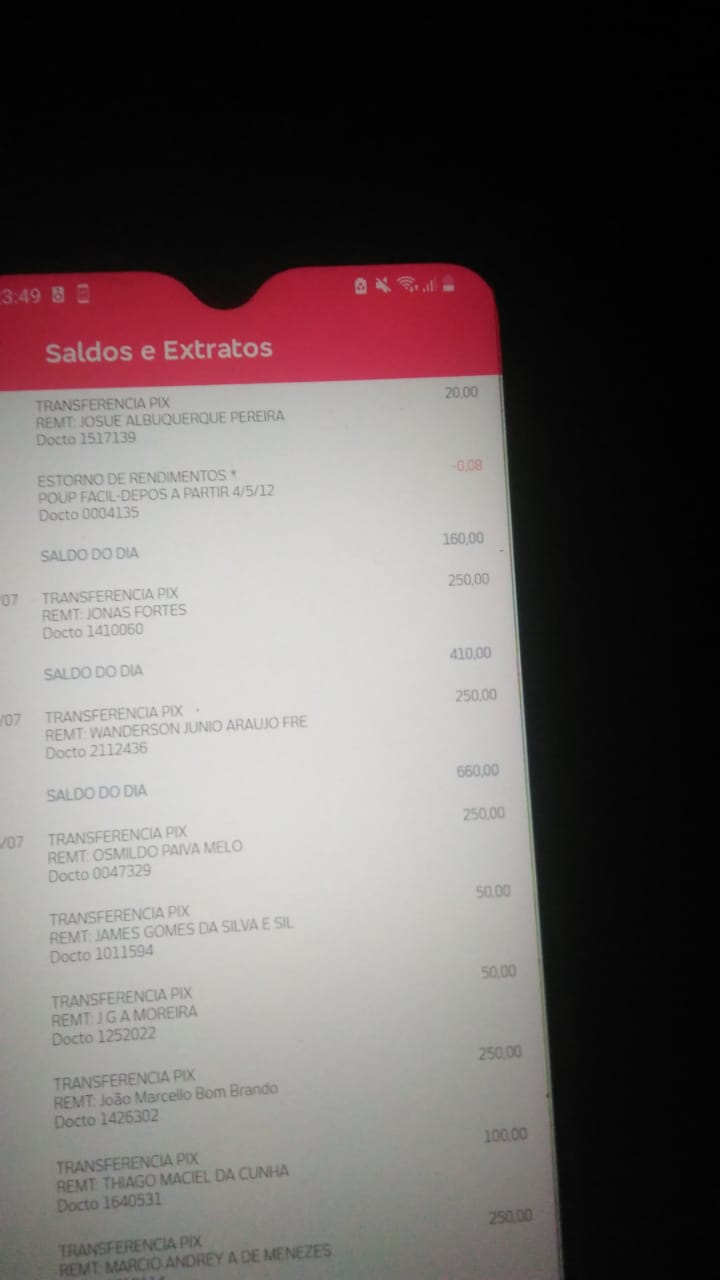 3:49
Saldos e Extratos
TRANSFERENCIA PIX 20,00
REMT: JOSUE ALBUQUERQUE PEREIRA
Docto 1517139
ESTORNO DE RENDIMENTOS * -0,08
POUP FACIL-DEPOS A PARTIR 4/5/12
Docto 0004135
SALDO DO DIA 160,00
/07 TRANSFERENCIA PIX 250,00
REMT: JONAS FORTES
Docto 1410060
SALDO DO DIA 410,00
/07 TRANSFERENCIA PIX 250,00
REMT: WANDERSON JUNIO ARAUJO FRE
Docto 2112436
SALDO DO DIA 660,00
/07 TRANSFERENCIA PIX 250,00
REMT: OSMILDO PAIVA MELO
Docto 0047329
TRANSFERENCIA PIX 50,00
REMT: JAMES GOMES DA SILVA E SIL
Docto 1011594
TRANSFERENCIA PIX 50,00
REMT: J G A MOREIRA
Docto 1252022
TRANSFERENCIA PIX 250,00
REMT: João Marcello Bom Brando
Docto 1426302
TRANSFERENCIA PIX 100,00
REMT: THIAGO MACIEL DA CUNHA
Docto 1640531
TRANSFERENCIA PIX 250,00
REMT: MARCIO ANDREY A DE MENEZES